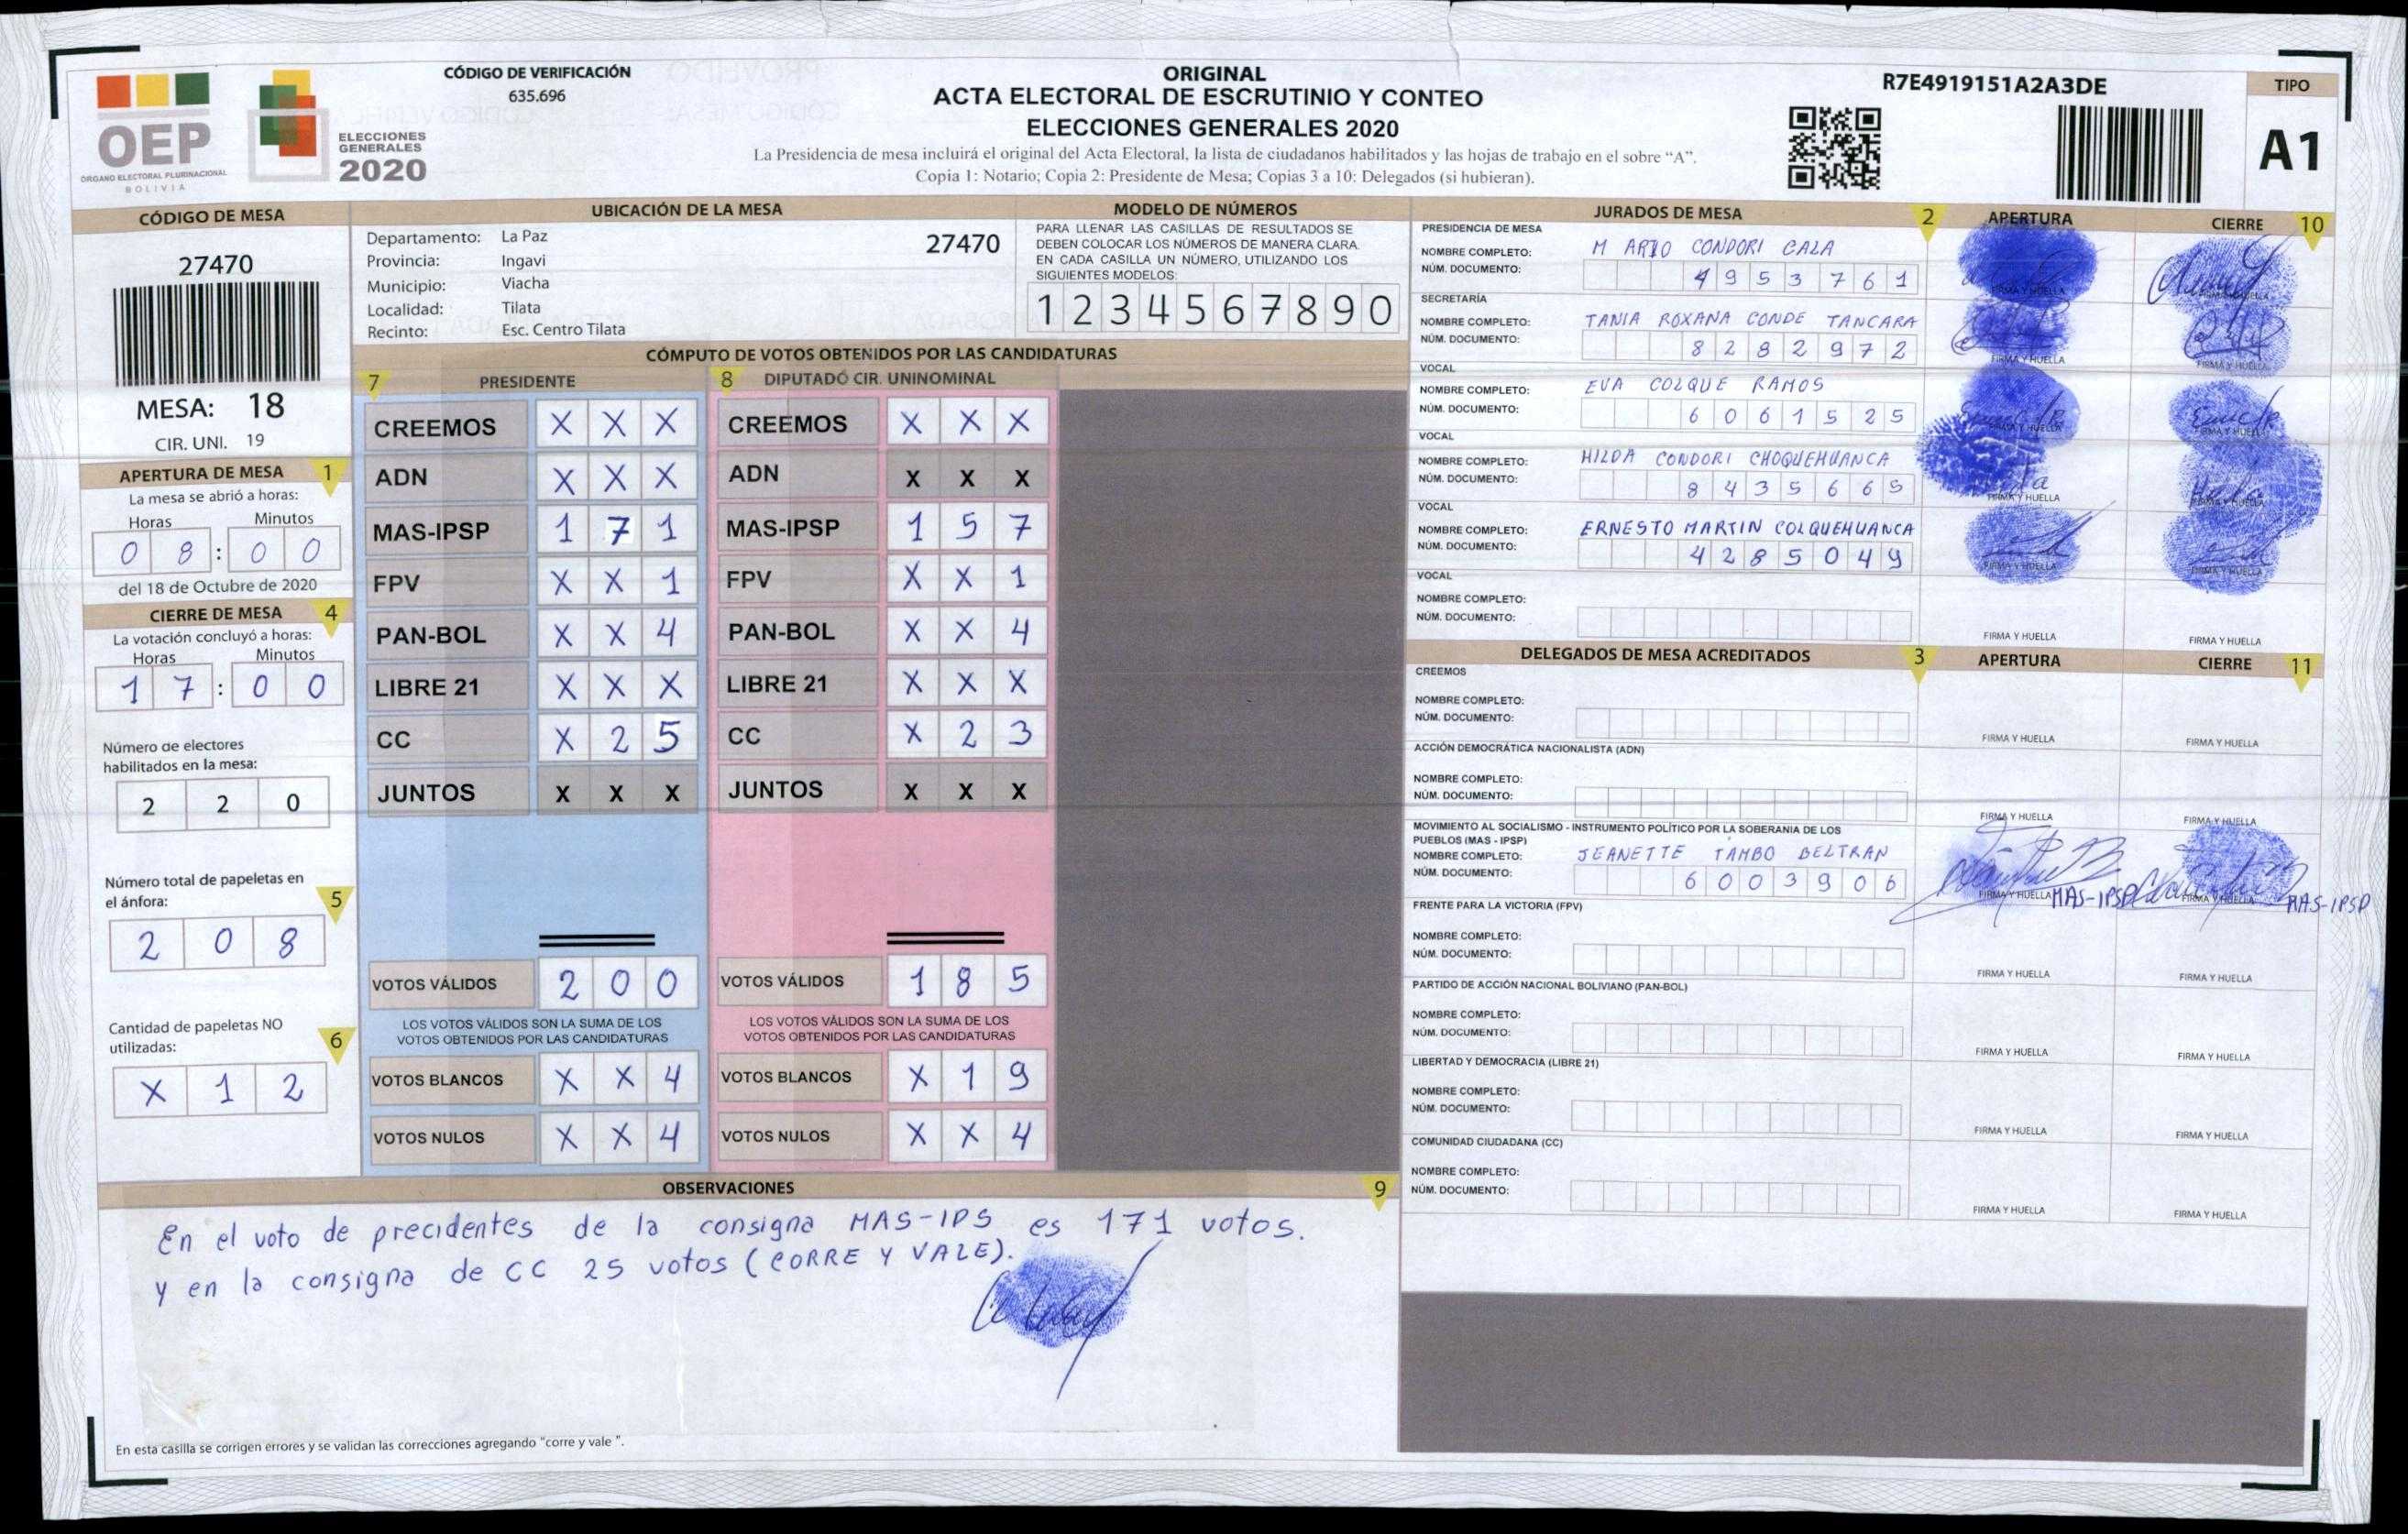 OEP
ÓRGANO ELECTORAL PLURINACIONAL
BOLIVIA
ELECCIONES
GENERALES
2020
CÓDIGO DE VERIFICACIÓN
635.696
ORIGINAL
ACTA ELECTORAL DE ESCRUTINIO Y CONTEO
ELECCIONES GENERALES 2020
La Presidencia de mesa incluirá el original del Acta Electoral, la lista de ciudadanos habilitados y las hojas de trabajo en el sobre “A”.
Copia 1: Notario; Copia 2: Presidente de Mesa; Copias 3 a 10: Delegados (si hubieran).
R7E4919151A2A3DE
TIPO
A1
CÓDIGO DE MESA
27470
MESA: 18
CIR. UNI. 19
APERTURA DE MESA 1
La mesa se abrió a horas:
Horas Minutos
0 8 : 0 0
del 18 de Octubre de 2020
CIERRE DE MESA 4
La votación concluyó a horas:
Horas Minutos
1 7 : 0 0
Número de electores
habilitados en la mesa:
2 2 0
Número total de papeletas en
el ánfora: 5
2 0 8
Cantidad de papeletas NO
utilizadas: 6
X 1 2
UBICACIÓN DE LA MESA
Departamento: La Paz 27470
Provincia: Ingavi
Municipio: Viacha
Localidad: Tilata
Recinto: Esc. Centro Tilata
MODELO DE NÚMEROS
PARA LLENAR LAS CASILLAS DE RESULTADOS SE
DEBEN COLOCAR LOS NÚMEROS DE MANERA CLARA.
EN CADA CASILLA UN NÚMERO, UTILIZANDO LOS
SIGUIENTES MODELOS:
1 2 3 4 5 6 7 8 9 0
CÓMPUTO DE VOTOS OBTENIDOS POR LAS CANDIDATURAS
7 PRESIDENTE
CREEMOS X X X
ADN X X X
MAS-IPSP 1 7 1
FPV X X 1
PAN-BOL X X 4
LIBRE 21 X X X
CC X 2 5
JUNTOS X X X
VOTOS VÁLIDOS 2 0 0
LOS VOTOS VÁLIDOS SON LA SUMA DE LOS
VOTOS OBTENIDOS POR LAS CANDIDATURAS
VOTOS BLANCOS X X 4
VOTOS NULOS X X 4
8 DIPUTADO CIR. UNINOMINAL
CREEMOS X X X
ADN X X X
MAS-IPSP 1 5 7
FPV X X 1
PAN-BOL X X 4
LIBRE 21 X X X
CC X 2 3
JUNTOS X X X
VOTOS VÁLIDOS 1 8 5
LOS VOTOS VÁLIDOS SON LA SUMA DE LOS
VOTOS OBTENIDOS POR LAS CANDIDATURAS
VOTOS BLANCOS X 1 9
VOTOS NULOS X X 4
OBSERVACIONES 9
En el voto de precidentes de la consigna MAS-IPS es 171 votos.
y en la consigna de CC 25 votos (CORRE Y VALE).
En esta casilla se corrigen errores y se validan las correcciones agregando "corre y vale ".
JURADOS DE MESA 2 APERTURA CIERRE 10
PRESIDENCIA DE MESA
NOMBRE COMPLETO: MARIO CONDORI CALA
NÚM. DOCUMENTO: 4 9 5 3 7 6 1
FIRMA Y HUELLA FIRMA Y HUELLA
SECRETARÍA
NOMBRE COMPLETO: TANIA ROXANA CONDE TANCARA
NÚM. DOCUMENTO: 8 2 8 2 9 7 2
FIRMA Y HUELLA FIRMA Y HUELLA
VOCAL
NOMBRE COMPLETO: EVA COLQUE RAMOS
NÚM. DOCUMENTO: 6 0 6 1 5 2 5
FIRMA Y HUELLA FIRMA Y HUELLA
VOCAL
NOMBRE COMPLETO: HILDA CONDORI CHOQUEHUANCA
NÚM. DOCUMENTO: 8 4 3 5 6 6 5
FIRMA Y HUELLA FIRMA Y HUELLA
VOCAL
NOMBRE COMPLETO: ERNESTO MARTIN COLQUEHUANCA
NÚM. DOCUMENTO: 4 2 8 5 0 4 9
FIRMA Y HUELLA FIRMA Y HUELLA
VOCAL
NOMBRE COMPLETO:
NÚM. DOCUMENTO:
FIRMA Y HUELLA FIRMA Y HUELLA
DELEGADOS DE MESA ACREDITADOS 3 APERTURA CIERRE 11
CREEMOS
NOMBRE COMPLETO:
NÚM. DOCUMENTO:
FIRMA Y HUELLA FIRMA Y HUELLA
ACCIÓN DEMOCRÁTICA NACIONALISTA (ADN)
NOMBRE COMPLETO:
NÚM. DOCUMENTO:
FIRMA Y HUELLA FIRMA Y HUELLA
MOVIMIENTO AL SOCIALISMO - INSTRUMENTO POLÍTICO POR LA SOBERANIA DE LOS
PUEBLOS (MAS - IPSP)
NOMBRE COMPLETO: JEANETTE TAMBO BELTRAN
NÚM. DOCUMENTO: 6 0 0 3 9 0 6
FIRMA Y HUELLA MAS-IPSP FIRMA Y HUELLA MAS-IPSP
FRENTE PARA LA VICTORIA (FPV)
NOMBRE COMPLETO:
NÚM. DOCUMENTO:
FIRMA Y HUELLA FIRMA Y HUELLA
PARTIDO DE ACCIÓN NACIONAL BOLIVIANO (PAN-BOL)
NOMBRE COMPLETO:
NÚM. DOCUMENTO:
FIRMA Y HUELLA FIRMA Y HUELLA
LIBERTAD Y DEMOCRACIA (LIBRE 21)
NOMBRE COMPLETO:
NÚM. DOCUMENTO:
FIRMA Y HUELLA FIRMA Y HUELLA
COMUNIDAD CIUDADANA (CC)
NOMBRE COMPLETO:
NÚM. DOCUMENTO:
FIRMA Y HUELLA FIRMA Y HUELLA